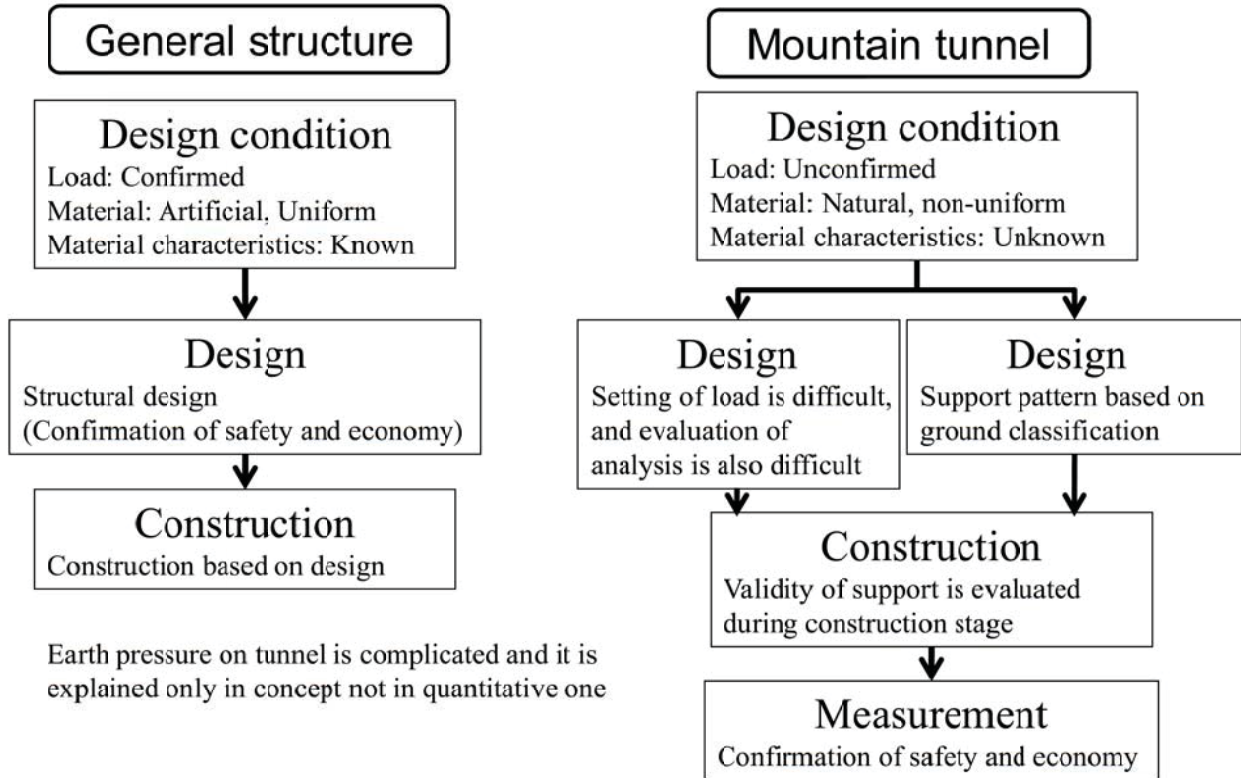 General structure
Design condition
Load: Confirmed
Material: Artificial, Uniform
Material characteristics: Known
Design
Structural design
(Confirmation of safety and economy)
Construction
Construction based on design
Earth pressure on tunnel is complicated and it is
explained only in concept not in quantitative one
Mountain tunnel
Design condition
Load: Unconfirmed
Material: Natural, non-uniform
Material characteristics: Unknown
Design
Setting of load is difficult,
and evaluation of
analysis is also difficult
Design
Support pattern based on
ground classification
Construction
Validity of support is evaluated
during construction stage
Measurement
Confirmation of safety and economy